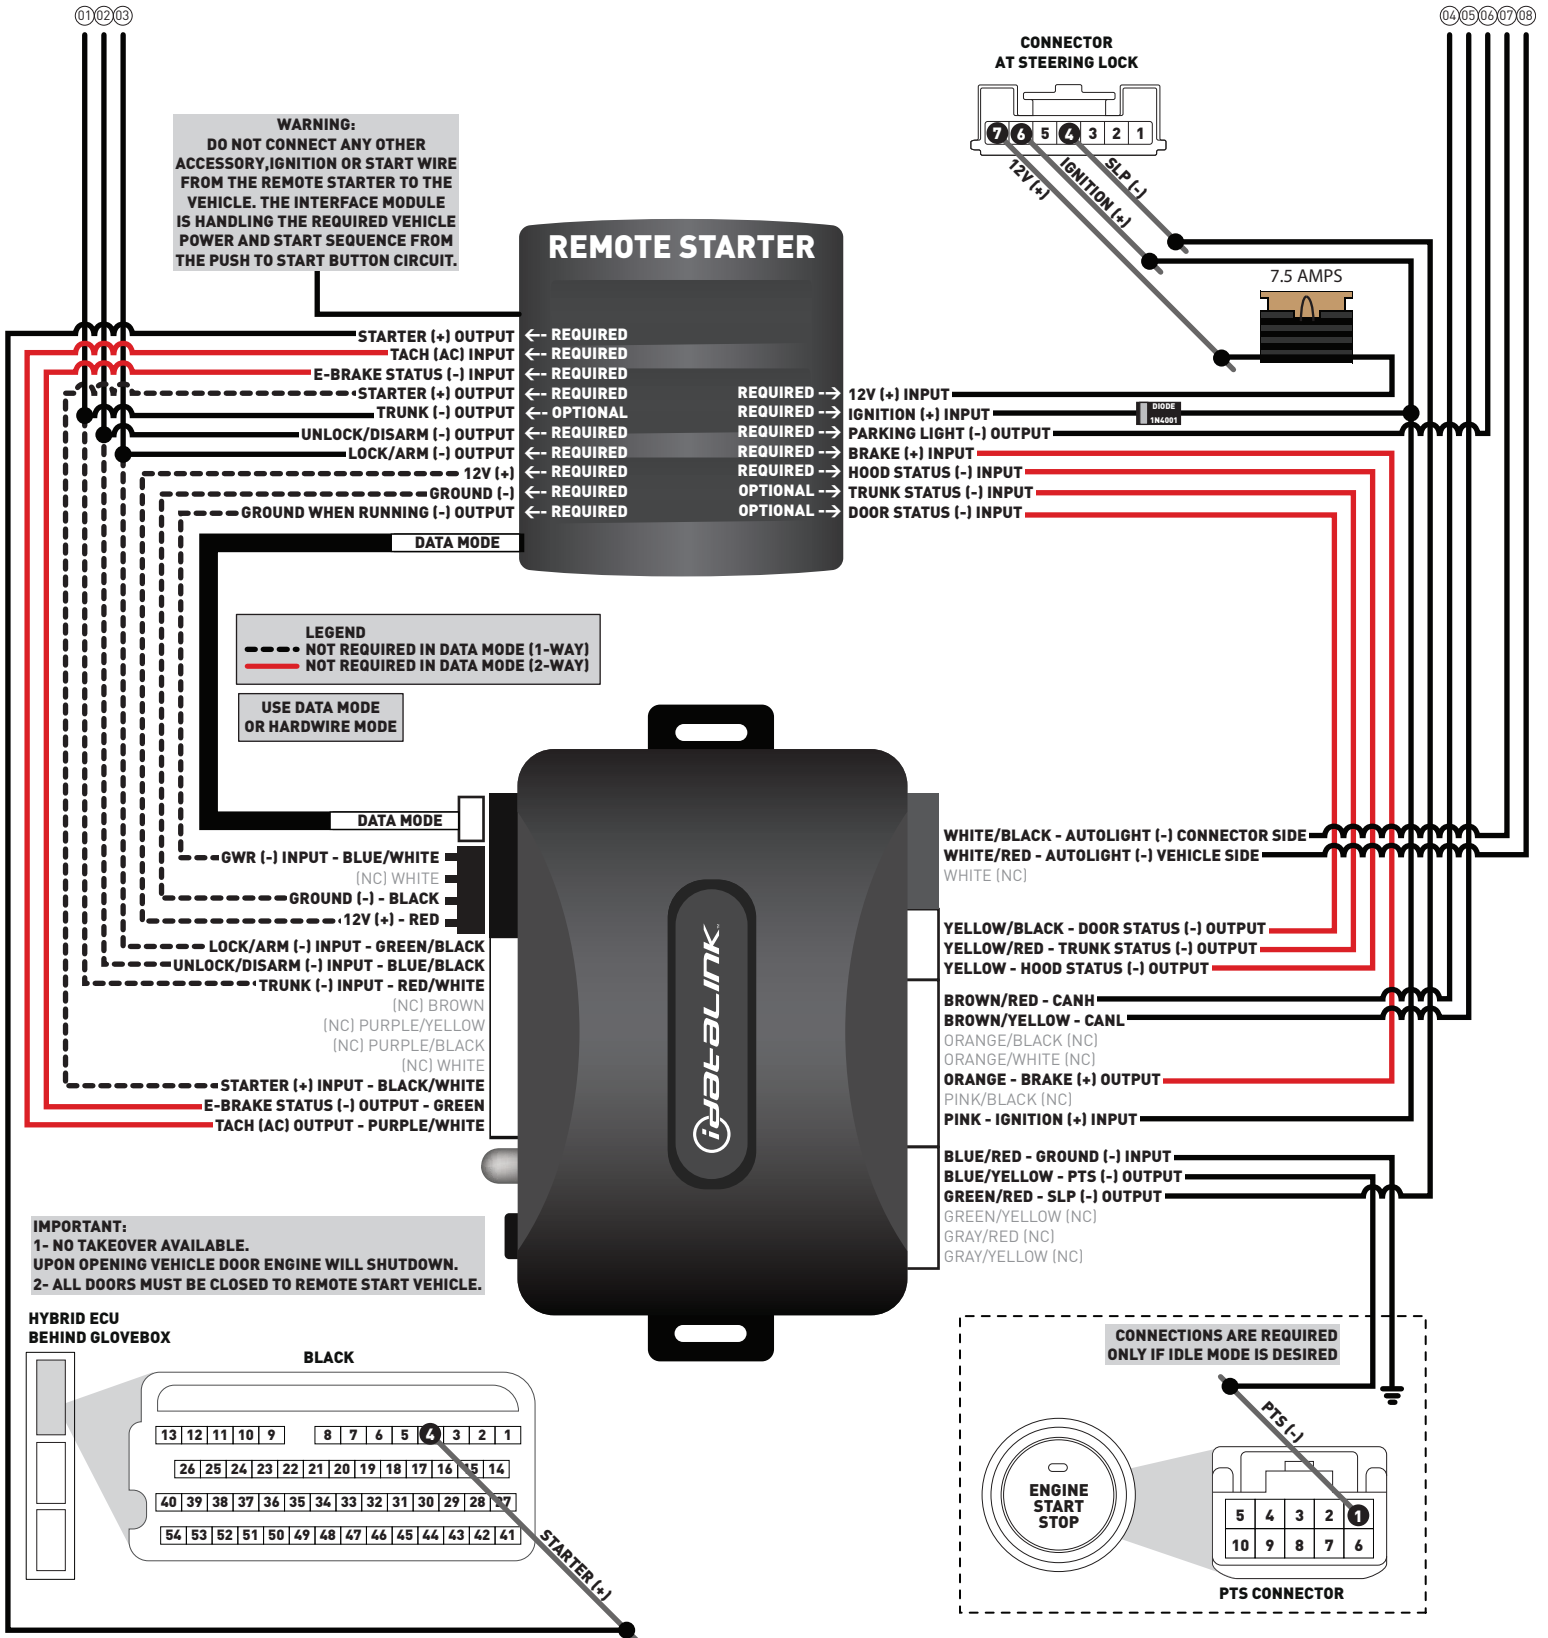 01 02 03
04 05 06 07 08
CONNECTOR
AT STEERING LOCK
7 6 5 4 3 2 1
12V (+)
IGNITION (+)
SLP (-)
7.5 AMPS
WARNING:
DO NOT CONNECT ANY OTHER
ACCESSORY,IGNITION OR START WIRE
FROM THE REMOTE STARTER TO THE
VEHICLE. THE INTERFACE MODULE
IS HANDLING THE REQUIRED VEHICLE
POWER AND START SEQUENCE FROM
THE PUSH TO START BUTTON CIRCUIT.
REMOTE STARTER
STARTER (+) OUTPUT <-- REQUIRED
TACH (AC) INPUT <-- REQUIRED
E-BRAKE STATUS (-) INPUT <-- REQUIRED
STARTER (+) OUTPUT <-- REQUIRED
TRUNK (-) OUTPUT <-- OPTIONAL
UNLOCK/DISARM (-) OUTPUT <-- REQUIRED
LOCK/ARM (-) OUTPUT <-- REQUIRED
12V (+) <-- REQUIRED
GROUND (-) <-- REQUIRED
GROUND WHEN RUNNING (-) OUTPUT <-- REQUIRED
DATA MODE
REQUIRED --> 12V (+) INPUT
REQUIRED --> IGNITION (+) INPUT
REQUIRED --> PARKING LIGHT (-) OUTPUT
REQUIRED --> BRAKE (+) INPUT
REQUIRED --> HOOD STATUS (-) INPUT
OPTIONAL --> TRUNK STATUS (-) INPUT
OPTIONAL --> DOOR STATUS (-) INPUT
DIODE
1N4001
LEGEND
NOT REQUIRED IN DATA MODE (1-WAY)
NOT REQUIRED IN DATA MODE (2-WAY)
USE DATA MODE
OR HARDWIRE MODE
DATA MODE
GWR (-) INPUT - BLUE/WHITE
(NC) WHITE
GROUND (-) - BLACK
12V (+) - RED
LOCK/ARM (-) INPUT - GREEN/BLACK
UNLOCK/DISARM (-) INPUT - BLUE/BLACK
TRUNK (-) INPUT - RED/WHITE
(NC) BROWN
(NC) PURPLE/YELLOW
(NC) PURPLE/BLACK
(NC) WHITE
STARTER (+) INPUT - BLACK/WHITE
E-BRAKE STATUS (-) OUTPUT - GREEN
TACH (AC) OUTPUT - PURPLE/WHITE
idatalink
WHITE/BLACK - AUTOLIGHT (-) CONNECTOR SIDE
WHITE/RED - AUTOLIGHT (-) VEHICLE SIDE
WHITE (NC)
YELLOW/BLACK - DOOR STATUS (-) OUTPUT
YELLOW/RED - TRUNK STATUS (-) OUTPUT
YELLOW - HOOD STATUS (-) OUTPUT
BROWN/RED - CANH
BROWN/YELLOW - CANL
ORANGE/BLACK (NC)
ORANGE/WHITE (NC)
ORANGE - BRAKE (+) OUTPUT
PINK/BLACK (NC)
PINK - IGNITION (+) INPUT
BLUE/RED - GROUND (-) INPUT
BLUE/YELLOW - PTS (-) OUTPUT
GREEN/RED - SLP (-) OUTPUT
GREEN/YELLOW (NC)
GRAY/RED (NC)
GRAY/YELLOW (NC)
IMPORTANT:
1- NO TAKEOVER AVAILABLE.
UPON OPENING VEHICLE DOOR ENGINE WILL SHUTDOWN.
2- ALL DOORS MUST BE CLOSED TO REMOTE START VEHICLE.
HYBRID ECU
BEHIND GLOVEBOX
BLACK
13 12 11 10 9 8 7 6 5 4 3 2 1
26 25 24 23 22 21 20 19 18 17 16 15 14
40 39 38 37 36 35 34 33 32 31 30 29 28 27
54 53 52 51 50 49 48 47 46 45 44 43 42 41
STARTER (+)
CONNECTIONS ARE REQUIRED
ONLY IF IDLE MODE IS DESIRED
PTS (-)
ENGINE
START
STOP
5 4 3 2 1
10 9 8 7 6
PTS CONNECTOR